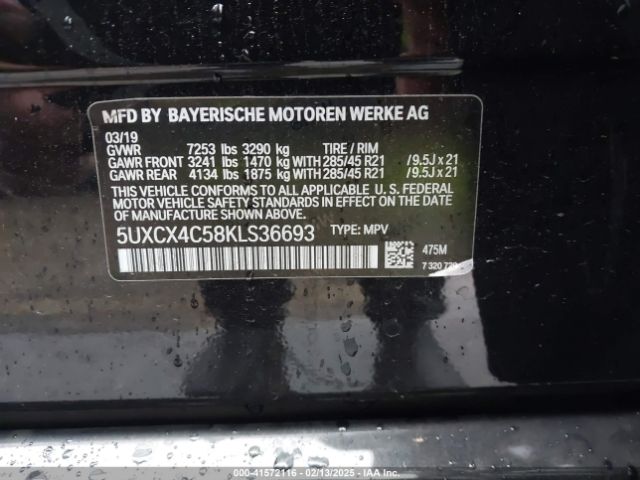 MFD BY BAYERISCHE MOTOREN WERKE AG
03/19
GVWR 7253 lbs 3290 kg TIRE / RIM
GAWR FRONT 3241 lbs 1470 kg WITH 285/45 R21 /9.5J x 21
GAWR REAR 4134 lbs 1875 kg WITH 285/45 R21 /9.5J x 21
THIS VEHICLE CONFORMS TO ALL APPLICABLE U. S. FEDERAL
MOTOR VEHICLE SAFETY STANDARDS IN EFFECT ON THE DATE
OF MANUFACTURE SHOWN ABOVE.
5UXCX4C58KLS36693 TYPE: MPV
475M
7 320 729
000-41572116 - 02/13/2025 - IAA Inc.